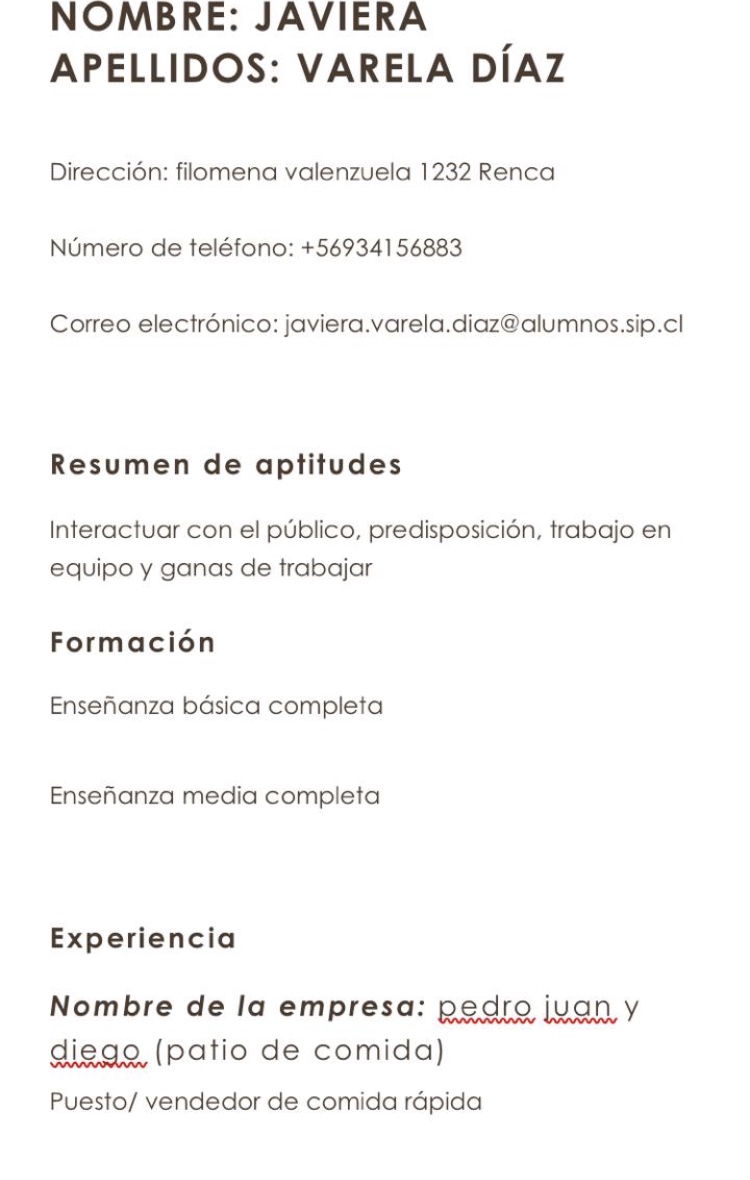 NOMBRE: JAVIERA
APELLIDOS: VARELA DÍAZ
Dirección: filomena valenzuela 1232 Renca
Número de teléfono: +56934156883
Correo electrónico: javiera.varela.diaz@alumnos.sip.cl
Resumen de aptitudes
Interactuar con el público, predisposición, trabajo en
equipo y ganas de trabajar
Formación
Enseñanza básica completa
Enseñanza media completa
Experiencia
Nombre de la empresa: pedro juan y
diego (patio de comida)
Puesto/ vendedor de comida rápida